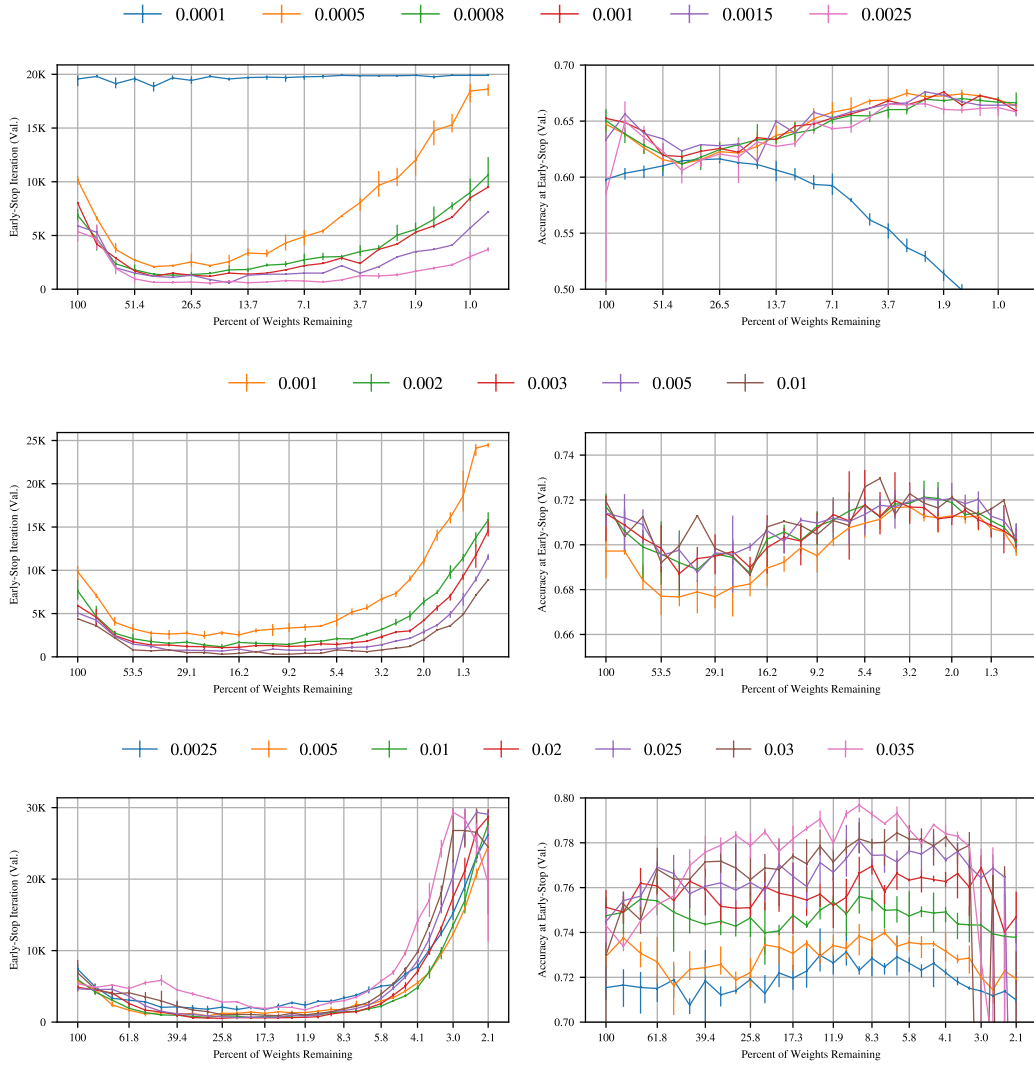 0.0001 0.0005 0.0008 0.001 0.0015 0.0025
20K
15K
10K
5K
0
Early-Stop Iteration (Val.)
100 51.4 26.5 13.7 7.1 3.7 1.9 1.0
Percent of Weights Remaining
0.70
0.65
0.60
0.55
0.50
Accuracy at Early-Stop (Val.)
100 51.4 26.5 13.7 7.1 3.7 1.9 1.0
Percent of Weights Remaining
0.001 0.002 0.003 0.005 0.01
25K
20K
15K
10K
5K
0
Early-Stop Iteration (Val.)
100 53.5 29.1 16.2 9.2 5.4 3.2 2.0 1.3
Percent of Weights Remaining
0.74
0.72
0.70
0.68
0.66
Accuracy at Early-Stop (Val.)
100 53.5 29.1 16.2 9.2 5.4 3.2 2.0 1.3
Percent of Weights Remaining
0.0025 0.005 0.01 0.02 0.025 0.03 0.035
30K
20K
10K
0
Early-Stop Iteration (Val.)
100 61.8 39.4 25.8 17.3 11.9 8.3 5.8 4.1 3.0 2.1
Percent of Weights Remaining
0.80
0.78
0.76
0.74
0.72
0.70
Accuracy at Early-Stop (Val.)
100 61.8 39.4 25.8 17.3 11.9 8.3 5.8 4.1 3.0 2.1
Percent of Weights Remaining